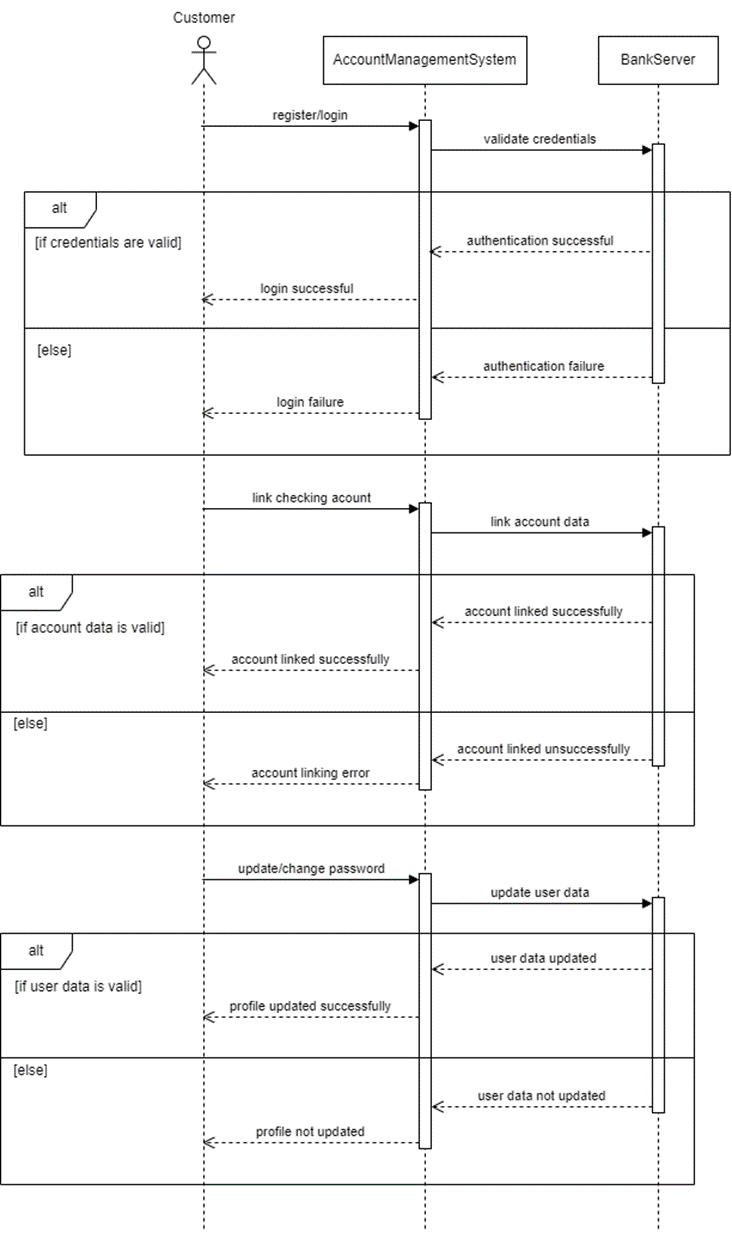 Customer
AccountManagementSystem
BankServer
register/login
validate credentials
alt
[if credentials are valid]
authentication successful
login successful
[else]
authentication failure
login failure
link checking acount
link account data
alt
[if account data is valid]
account linked successfully
account linked successfully
[else]
account linked unsuccessfully
account linking error
update/change password
update user data
alt
[if user data is valid]
user data updated
profile updated successfully
[else]
user data not updated
profile not updated